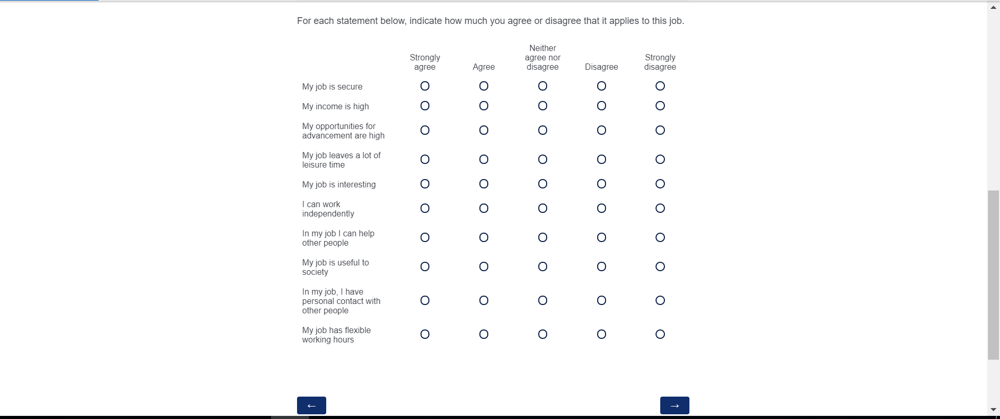 For each statement below, indicate how much you agree or disagree that it applies to this job.
Strongly agree
Agree
Neither agree nor disagree
Disagree
Strongly disagree
My job is secure
My income is high
My opportunities for
advancement are high
My job leaves a lot of
leisure time
My job is interesting
I can work
independently
In my job I can help
other people
My job is useful to
society
In my job, I have
personal contact with
other people
My job has flexible
working hours
← →